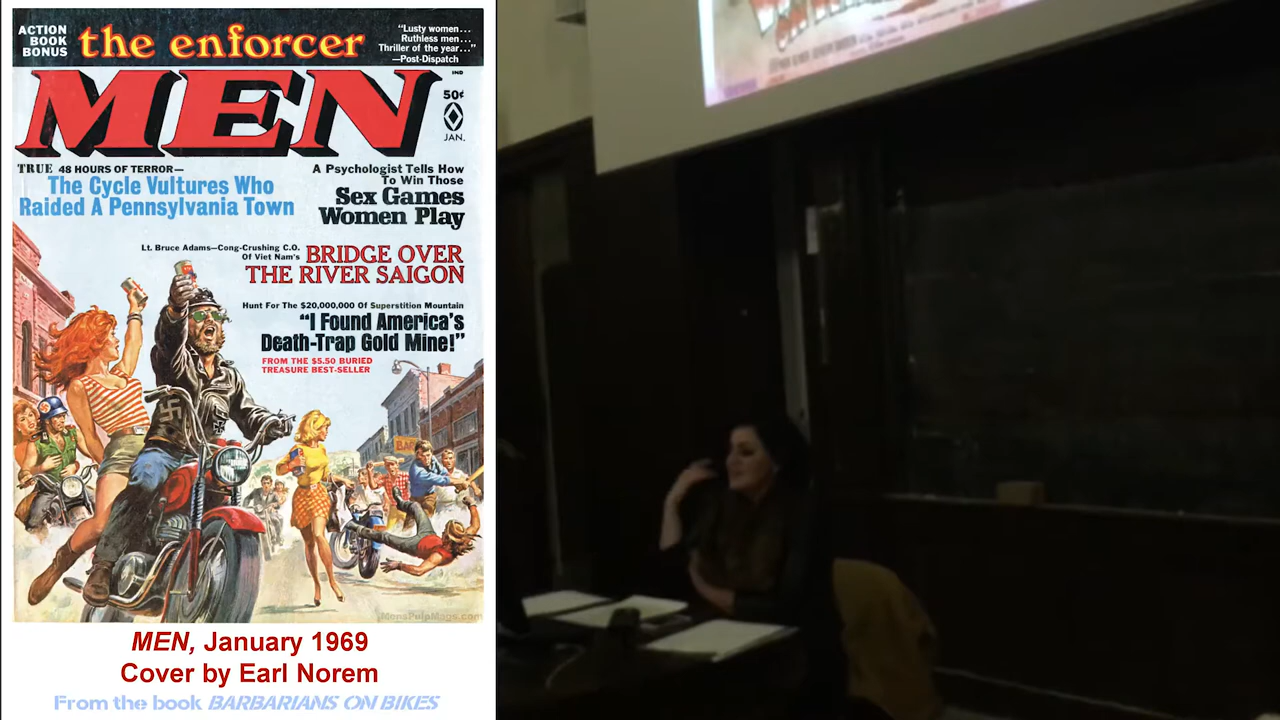 ACTION
BOOK
BONUS
the enforcer
"Lusty women...
Ruthless men...
Thriller of the year..."
—Post-Dispatch
MEN
IND
50¢
JAN.
TRUE 48 HOURS OF TERROR—
The Cycle Vultures Who
Raided A Pennsylvania Town
A Psychologist Tells How
To Win Those
Sex Games
Women Play
Lt. Bruce Adams—Cong-Crushing C.O.
Of Viet Nam's
BRIDGE OVER
THE RIVER SAIGON
Hunt For The $20,000,000 Of Superstition Mountain
"I Found America's
Death-Trap Gold Mine!"
FROM THE $5.50 BURIED
TREASURE BEST-SELLER
BAR
MensPulpMags.com
MEN, January 1969
Cover by Earl Norem
From the book BARBARIANS ON BIKES